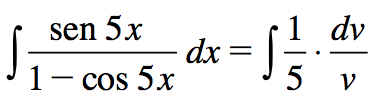 ∫ sen 5x / 1 − cos 5x dx = ∫ 1/5 · dv/v